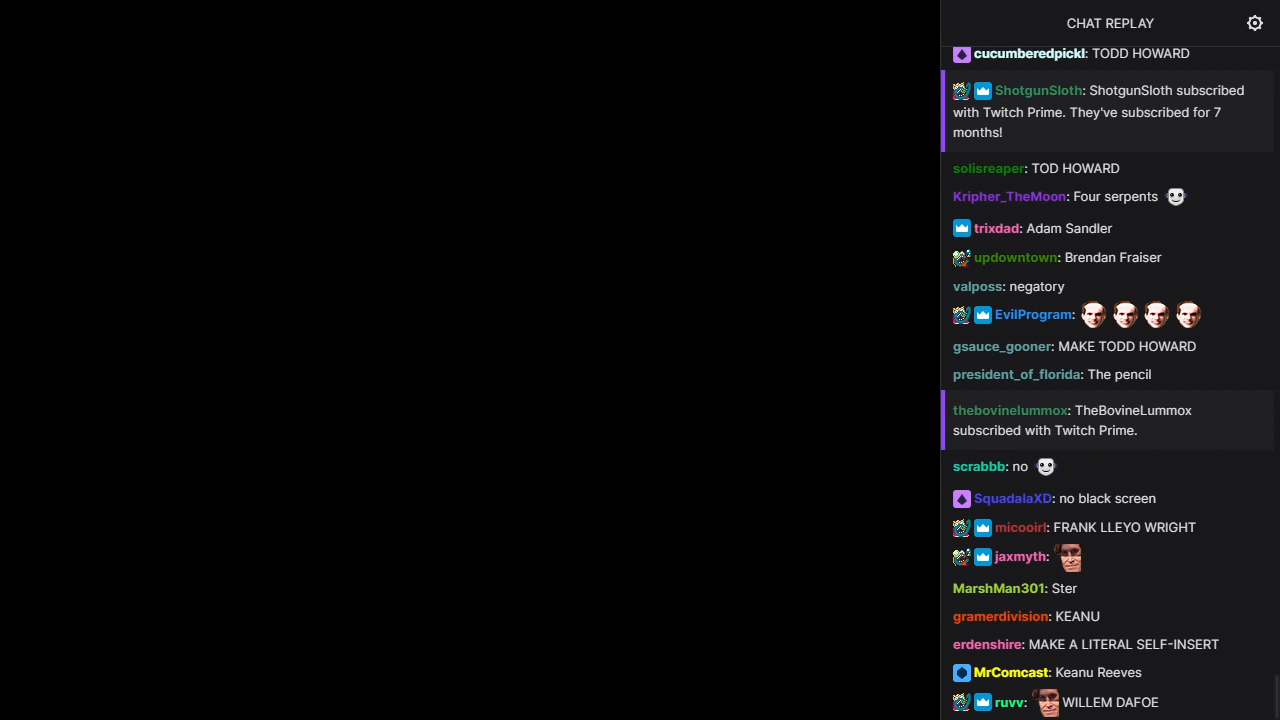 CHAT REPLAY
cucumberedpickl: TODD HOWARD
ShotgunSloth: ShotgunSloth subscribed
with Twitch Prime. They've subscribed for 7
months!
solisreaper: TOD HOWARD
Kripher_TheMoon: Four serpents
trixdad: Adam Sandler
updowntown: Brendan Fraiser
valposs: negatory
EvilProgram:
gsauce_gooner: MAKE TODD HOWARD
president_of_florida: The pencil
thebovinelummox: TheBovineLummox
subscribed with Twitch Prime.
scrabbb: no
SquadalaXD: no black screen
micooirl: FRANK LLEYO WRIGHT
jaxmyth:
MarshMan301: Ster
gramerdivision: KEANU
erdenshire: MAKE A LITERAL SELF-INSERT
MrComcast: Keanu Reeves
ruvv: WILLEM DAFOE